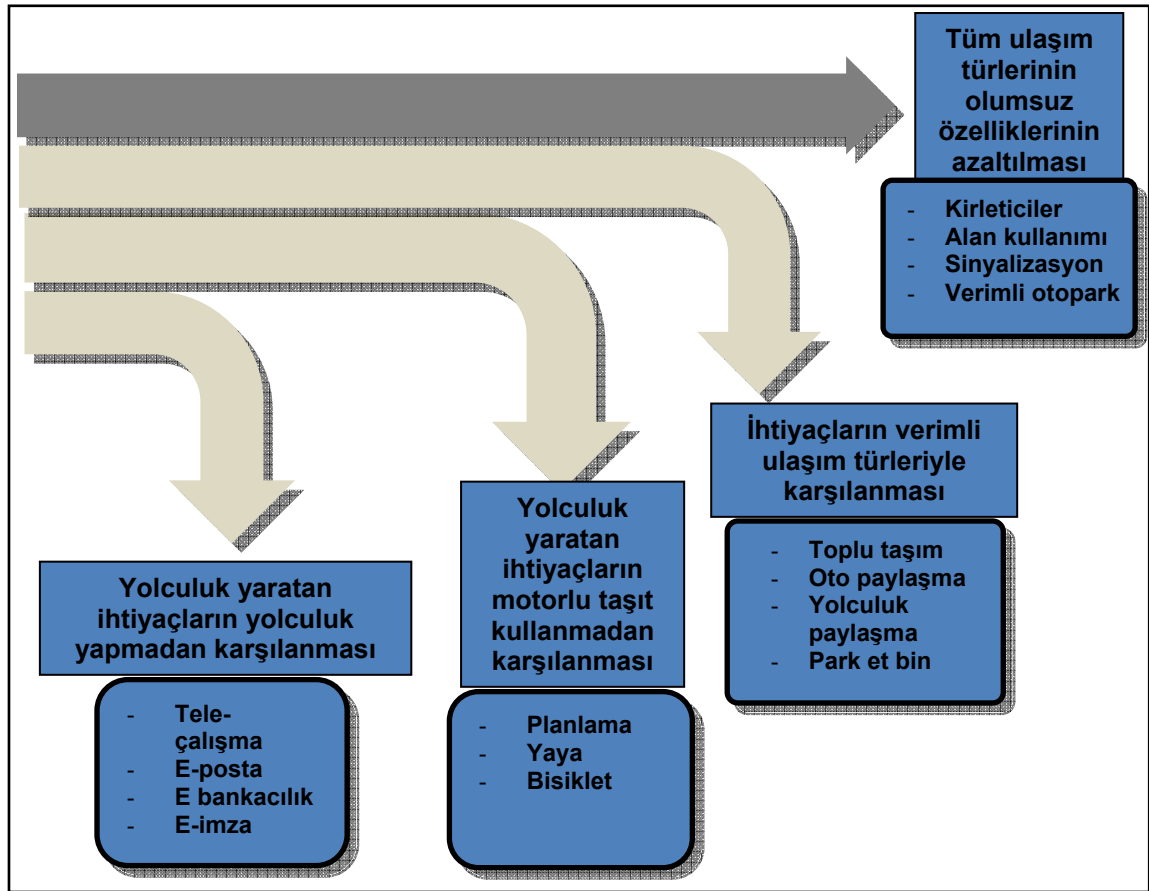 Tüm ulaşım
türlerinin
olumsuz
özelliklerinin
azaltılması
- Kirleticiler
- Alan kullanımı
- Sinyalizasyon
- Verimli otopark
İhtiyaçların verimli
ulaşım türleriyle
karşılanması
- Toplu taşım
- Oto paylaşma
- Yolculuk
paylaşma
- Park et bin
Yolculuk
yaratan
ihtiyaçların
motorlu taşıt
kullanmadan
karşılanması
- Planlama
- Yaya
- Bisiklet
Yolculuk yaratan
ihtiyaçların yolculuk
yapmadan karşılanması
- Tele-
çalışma
- E-posta
- E bankacılık
- E-imza